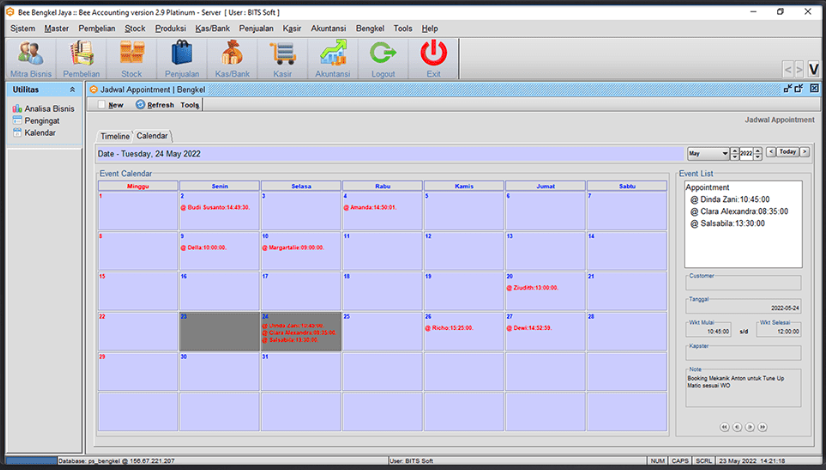 Bee Bengkel Jaya :: Bee Accounting version 2.9 Platinum - Server [ User : BITS Soft ]
Sistem Master Pembelian Stock Produksi Kas/Bank Penjualan Kasir Akuntansi Bengkel Tools Help
Mitra Bisnis Pembelian Stock Penjualan Kas/Bank Kasir Akuntansi Logout Exit
< > V
Utilitas
Analisa Bisnis
Pengingat
Kalendar
Jadwal Appointment | Bengkel
New Refresh Tools
Jadwal Appointment
Timeline Calendar
Date - Tuesday, 24 May 2022
May 2022 < Today >
Event Calendar
Minggu Senin Selasa Rabu Kamis Jumat Sabtu
1 2 3 4 5 6 7
@ Budi Susanto:14:49:30. @ Amanda:14:50:01.
8 9 10 11 12 13 14
@ Della:10:00:00. @ Margartalie:09:00:00.
15 16 17 18 19 20 21
@ Ziudith:13:00:00.
22 23 24 25 26 27 28
@ Dinda Zani:
@ Clara Alexandra:08:35:00.
@ Salsabila:13:30:00.
@ Richo:13:25:00. @ Dewi:14:52:59.
29 30 31
Event List
Appointment
@ Dinda Zani:10:45:00
@ Clara Alexandra:08:35:00
@ Salsabila:13:30:00
Customer
Tanggal
2022-05-24
Wkt Mulai Wkt Selesai
10:45:00 s/d 12:00:00
Kapster
Note
Booking Mekanik Anton untuk Tune Up
Matic sesuai WO
Database: ps_bengkel @ 156.67.221.207 User: BITS Soft NUM CAPS SCRL 23 May 2022 14:21:18